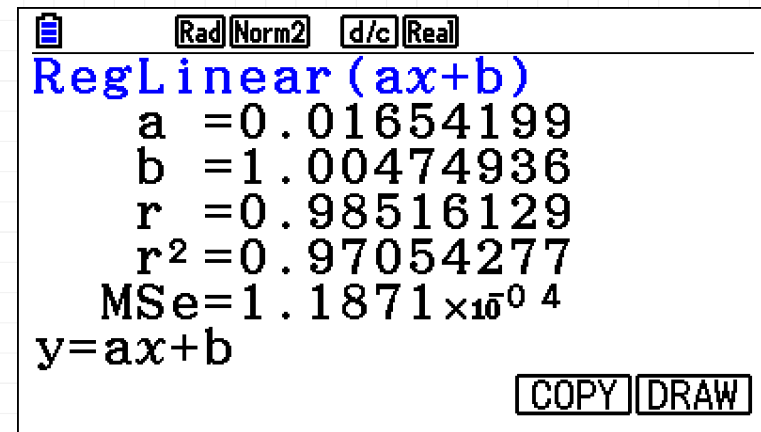 Rad Norm2 d/c Real
RegLinear(ax+b)
a =0.01654199
b =1.00474936
r =0.98516129
r²=0.97054277
MSe=1.1871×10⁻⁰⁴
y=ax+b
COPY DRAW